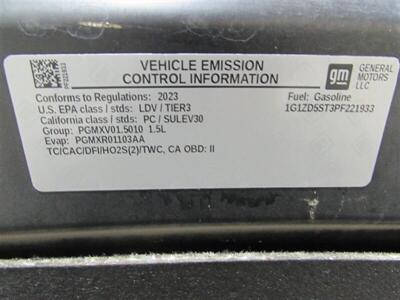 PF221933
VEHICLE EMISSION
CONTROL INFORMATION
gm
GENERAL
MOTORS
LLC
Conforms to Regulations: 2023
Fuel: Gasoline
U.S. EPA class / stds: LDV / TIER3
1G1ZD5ST3PF221933
California class / stds: PC / SULEV30
Group: PGMXV01.5010 1.5L
Evap: PGMXR01103AA
TC/CAC/DFI/HO2S(2)/TWC, CA OBD: II